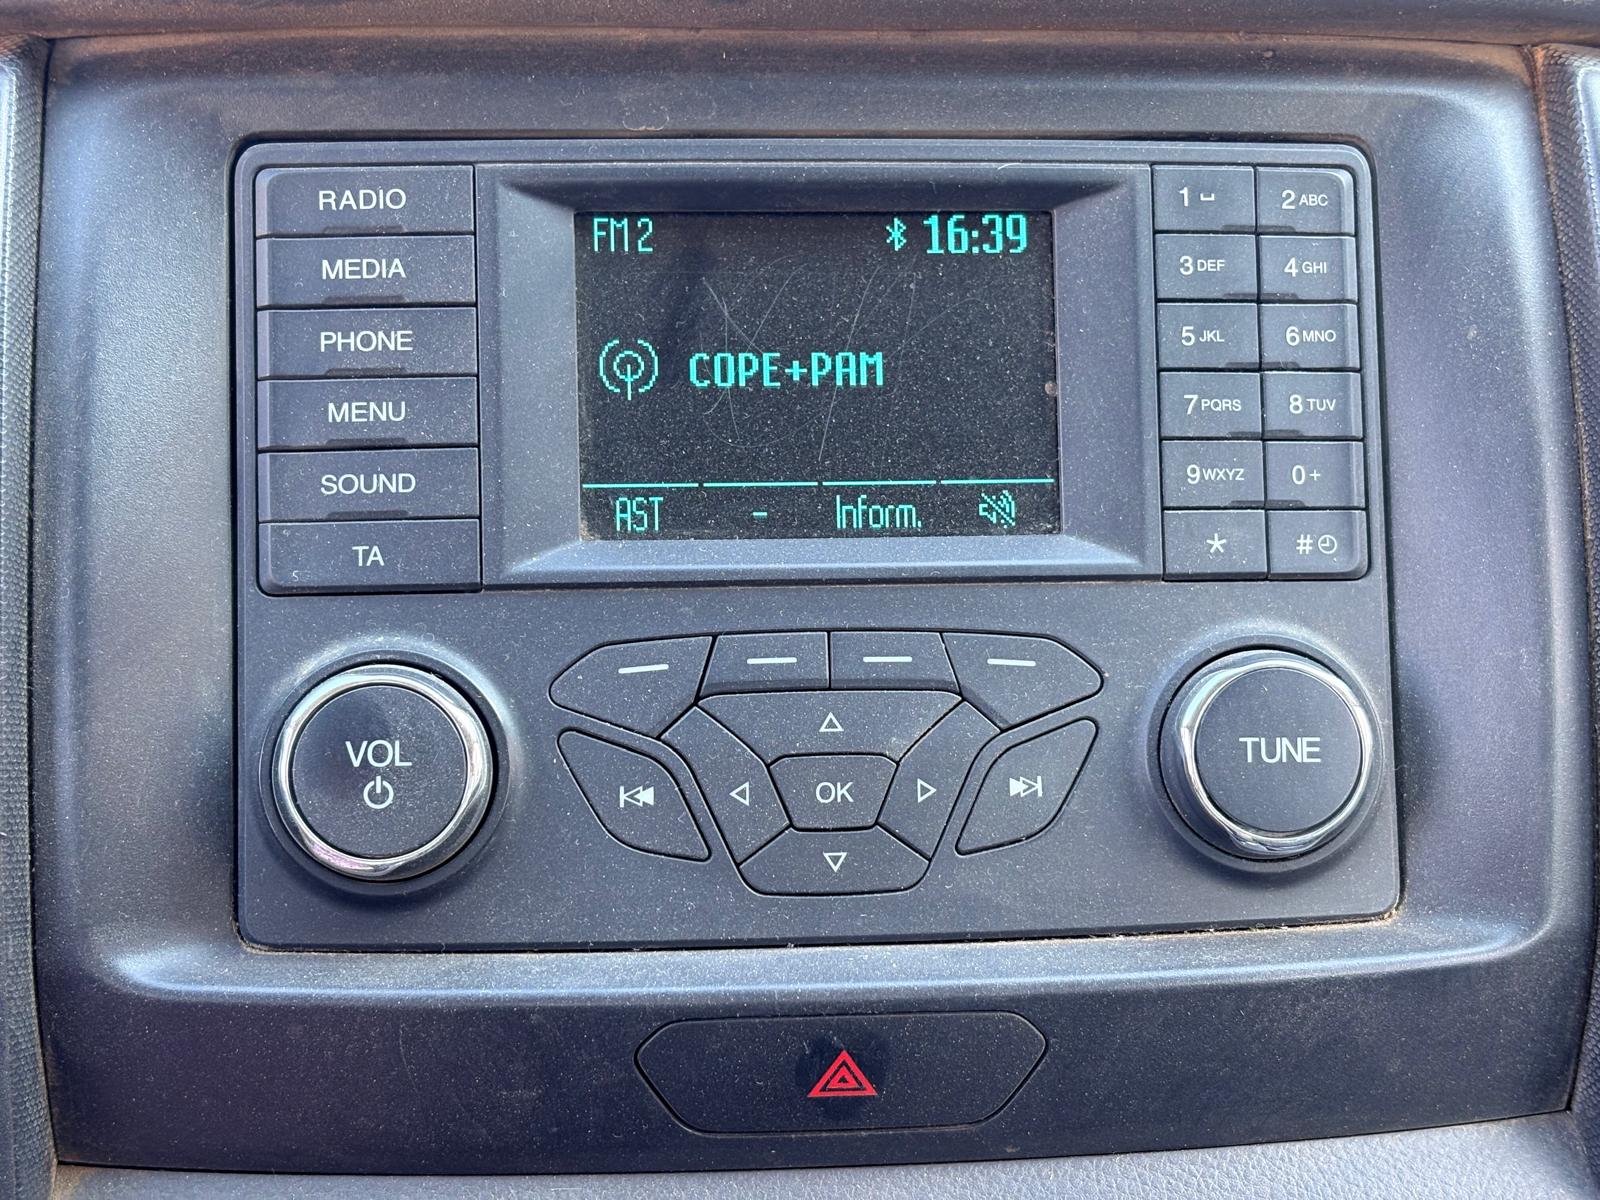 RADIO
MEDIA
PHONE
MENU
SOUND
TA
FM2 16:39
COPE+PAM
AST - Inform.
1 2 ABC
3 DEF 4 GHI
5 JKL 6 MNO
7 PQRS 8 TUV
9 WXYZ 0 +
* #
VOL
OK
TUNE